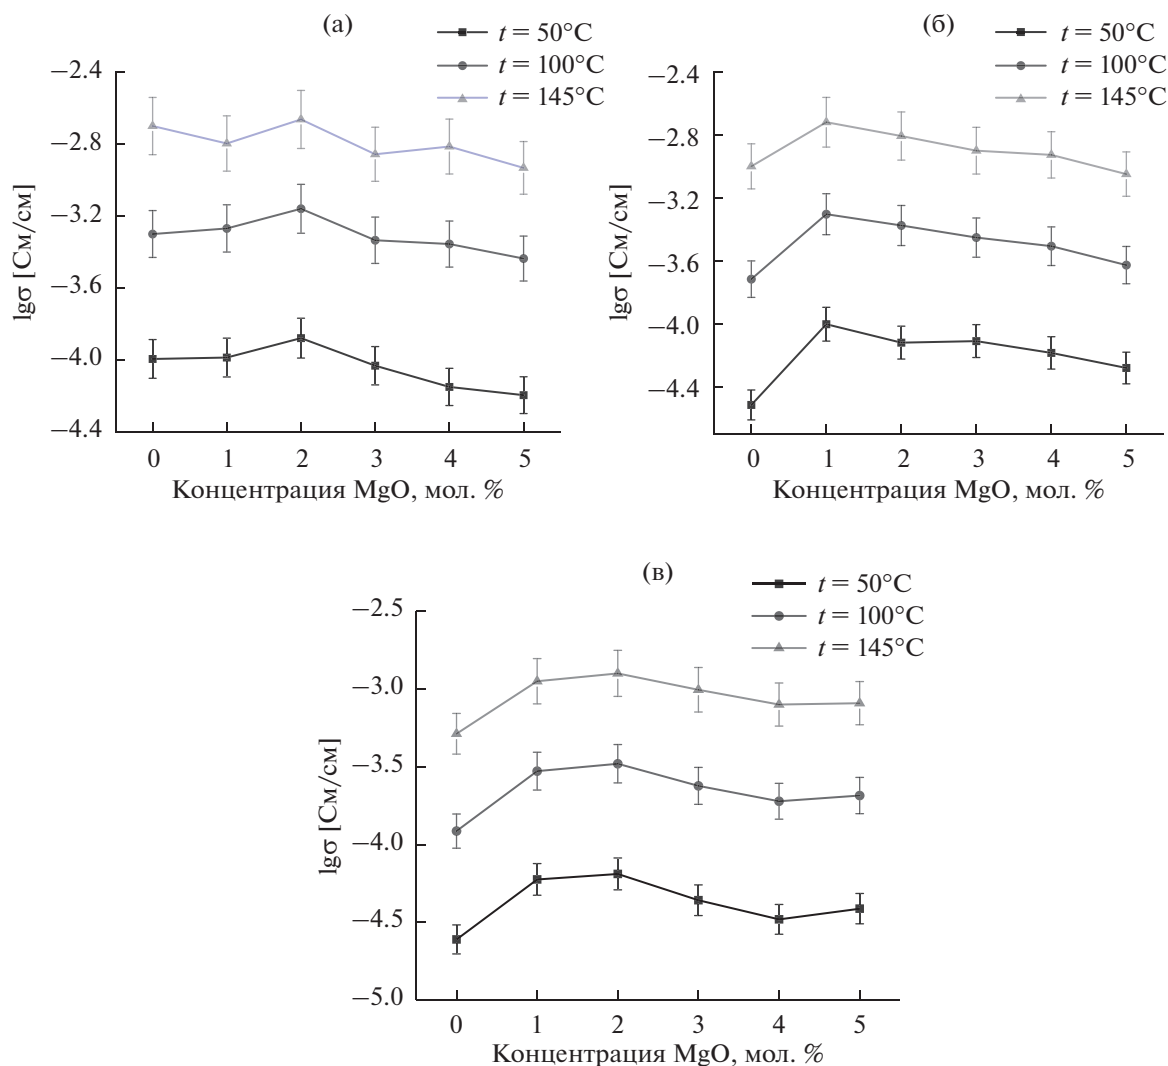 (а)
t = 50°C
t = 100°C
t = 145°C
lgσ [См/см]
−2.4
−2.8
−3.2
−3.6
−4.0
−4.4
0 1 2 3 4 5
Концентрация MgO, мол. %
(б)
t = 50°C
t = 100°C
t = 145°C
lgσ [См/см]
−2.4
−2.8
−3.2
−3.6
−4.0
−4.4
0 1 2 3 4 5
Концентрация MgO, мол. %
(в)
t = 50°C
t = 100°C
t = 145°C
lgσ [См/см]
−2.5
−3.0
−3.5
−4.0
−4.5
−5.0
0 1 2 3 4 5
Концентрация MgO, мол. %